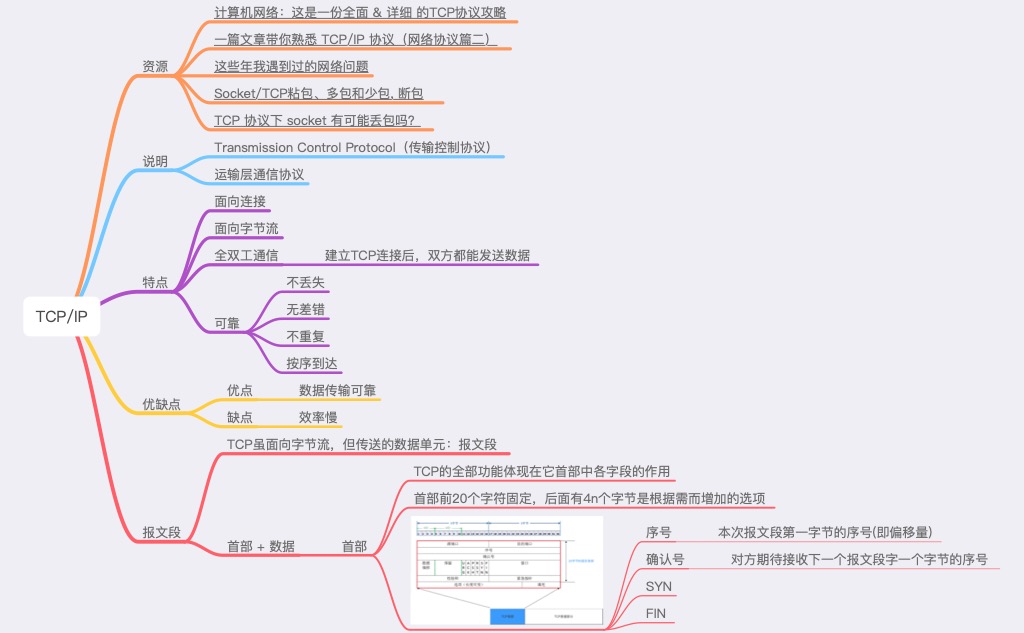 计算机网络：这是一份全面 & 详细 的TCP协议攻略
一篇文章带你熟悉 TCP/IP 协议（网络协议篇二）
资源
这些年我遇到过的网络问题
Socket/TCP粘包、多包和少包, 断包
TCP 协议下 socket 有可能丢包吗？
Transmission Control Protocol（传输控制协议）
说明
运输层通信协议
面向连接
面向字节流
全双工通信 建立TCP连接后，双方都能发送数据
特点
不丢失
无差错
可靠
不重复
按序到达
TCP/IP
优点 数据传输可靠
优缺点
缺点 效率慢
TCP虽面向字节流，但传送的数据单元：报文段
报文段
首部 + 数据
首部
TCP的全部功能体现在它首部中各字段的作用
首部前20个字符固定，后面有4n个字节是根据需而增加的选项
序号 本次报文段第一字节的序号(即偏移量)
确认号 对方期待接收下一个报文段字一个字节的序号
SYN
FIN